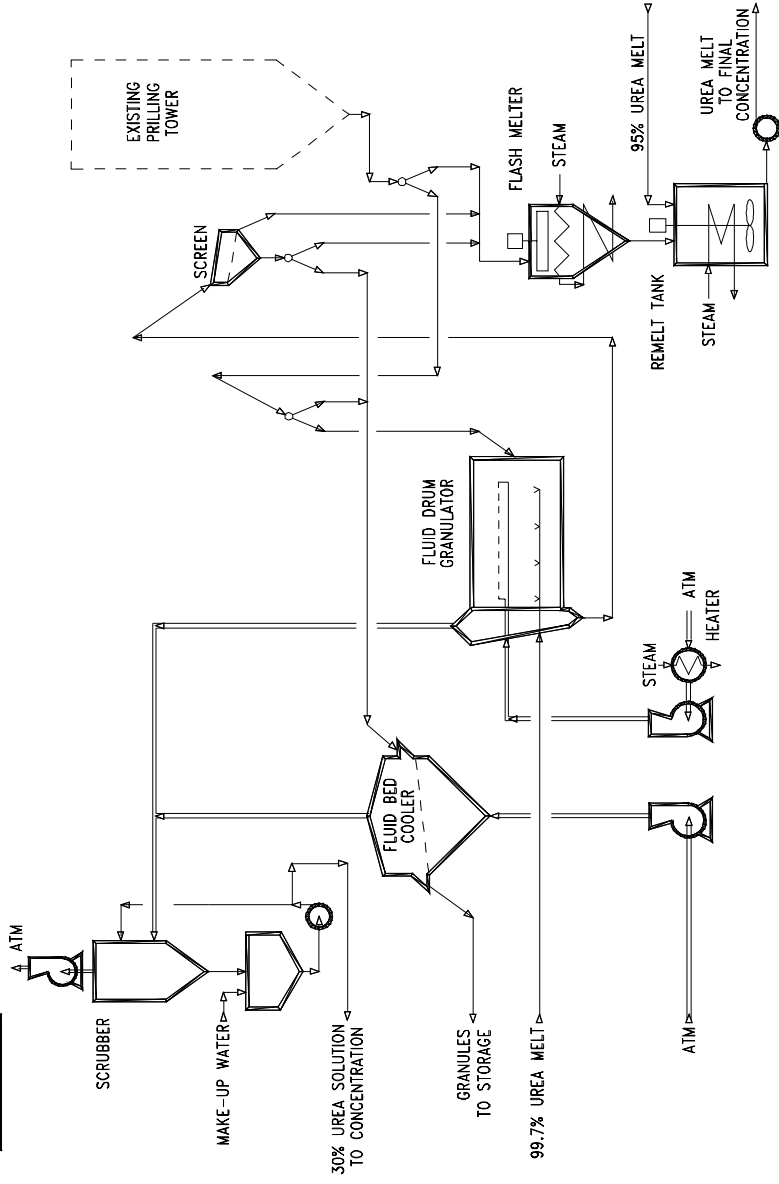 EXISTING
PRILLING
TOWER
SCREEN
FLASH MELTER
STEAM
95% UREA MELT
UREA MELT
TO FINAL
CONCENTRATION
REMELT TANK
STEAM
FLUID DRUM
GRANULATOR
STEAM
ATM
HEATER
FLUID BED
COOLER
ATM
SCRUBBER
MAKE-UP WATER
30% UREA SOLUTION
TO CONCENTRATION
GRANULES
TO STORAGE
99.7% UREA MELT
ATM